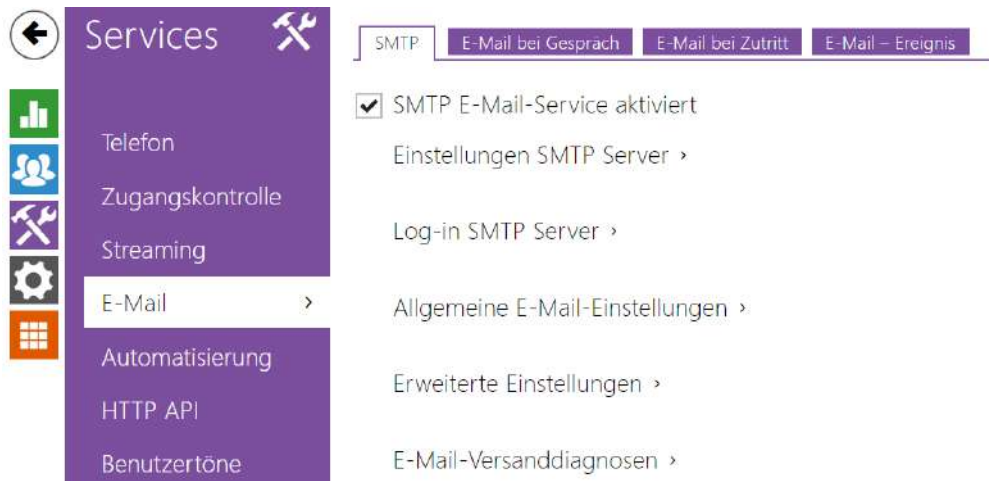 Services
Telefon
Zugangskontrolle
Streaming
E-Mail
Automatisierung
HTTP API
Benutzertöne
SMTP
E-Mail bei Gespräch
E-Mail bei Zutritt
E-Mail – Ereignis
SMTP E-Mail-Service aktiviert
Einstellungen SMTP Server
Log-in SMTP Server
Allgemeine E-Mail-Einstellungen
Erweiterte Einstellungen
E-Mail-Versanddiagnosen